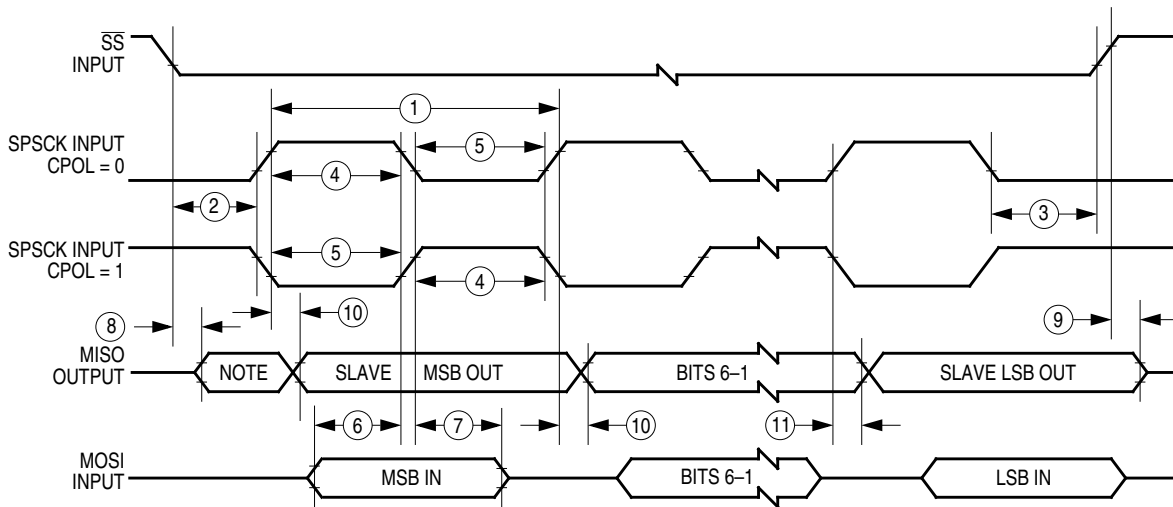 SS
INPUT
1
SPSCK INPUT
CPOL = 0
5
4
2
3
SPSCK INPUT
CPOL = 1
5
4
8
10
9
MISO
OUTPUT
NOTE
SLAVE
MSB OUT
BITS 6–1
SLAVE LSB OUT
6
7
10
11
MOSI
INPUT
MSB IN
BITS 6–1
LSB IN